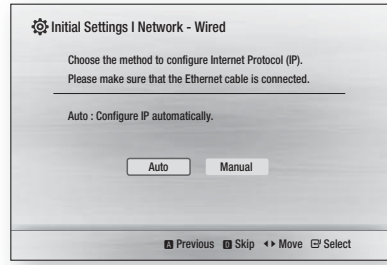 Initial Settings I Network - Wired
Choose the method to configure Internet Protocol (IP).
Please make sure that the Ethernet cable is connected.
Auto : Configure IP automatically.
Auto Manual
A Previous D Skip Move Select